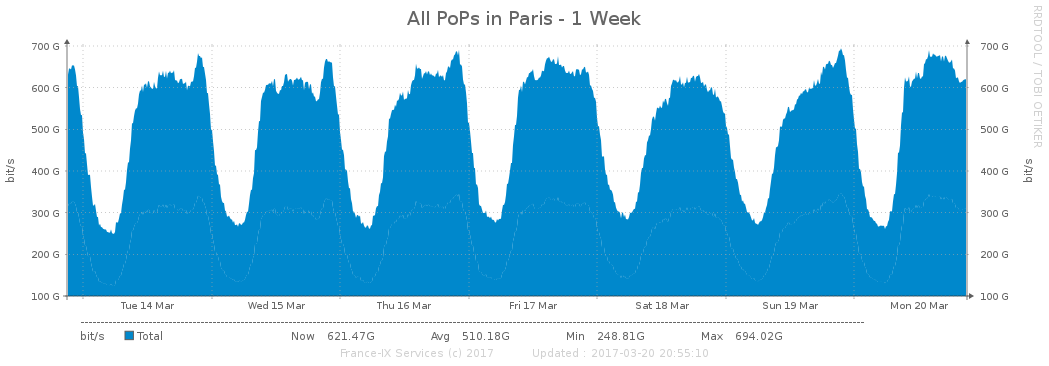 All PoPs in Paris - 1 Week
RRDTOOL / TOBI OETIKER
bit/s
700 G
600 G
500 G
400 G
300 G
200 G
100 G
700 G
600 G
500 G
400 G
300 G
200 G
100 G
bit/s
Tue 14 Mar Wed 15 Mar Thu 16 Mar Fri 17 Mar Sat 18 Mar Sun 19 Mar Mon 20 Mar
bit/s Total Now 621.47G Avg 510.18G Min 248.81G Max 694.02G
France-IX Services (c) 2017 Updated : 2017-03-20 20:55:10